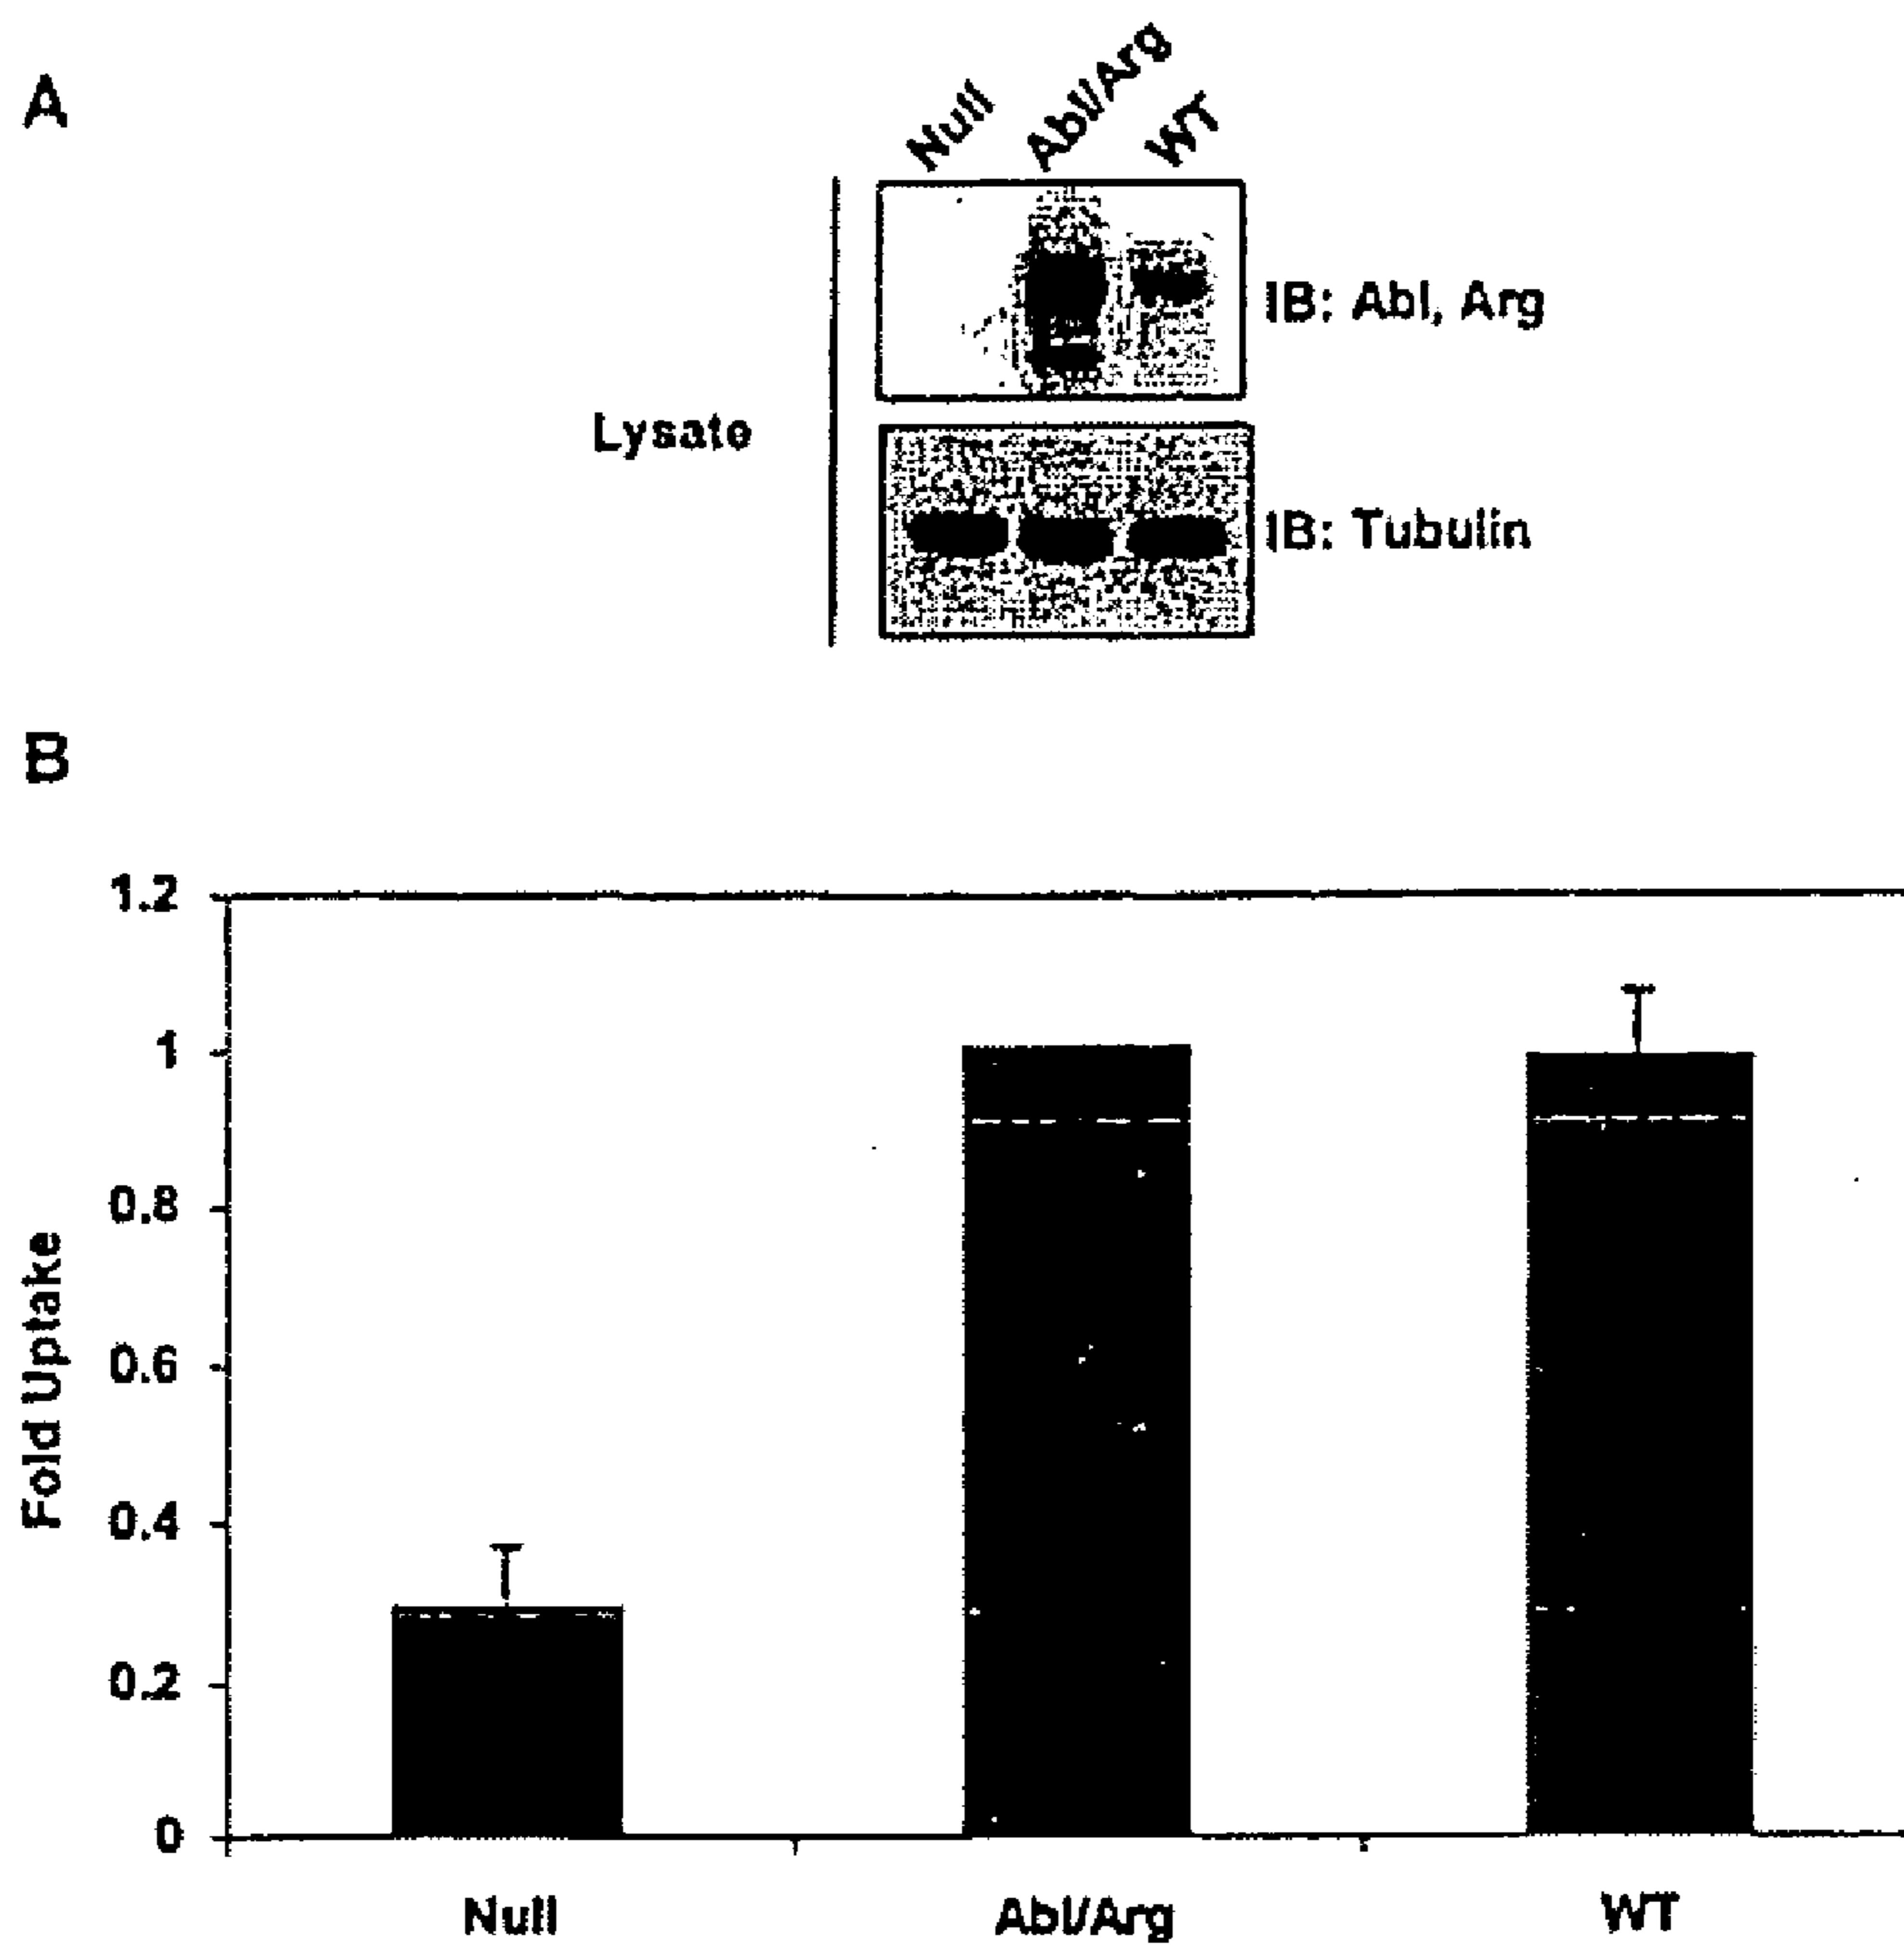 A
Null
Abl/Arg
WT
IB: Abl, Arg
Lysate
IB: Tubulin
B
1.2
1
0.8
0.6
0.4
0.2
0
Fold Uptake
Null
Abl/Arg
WT